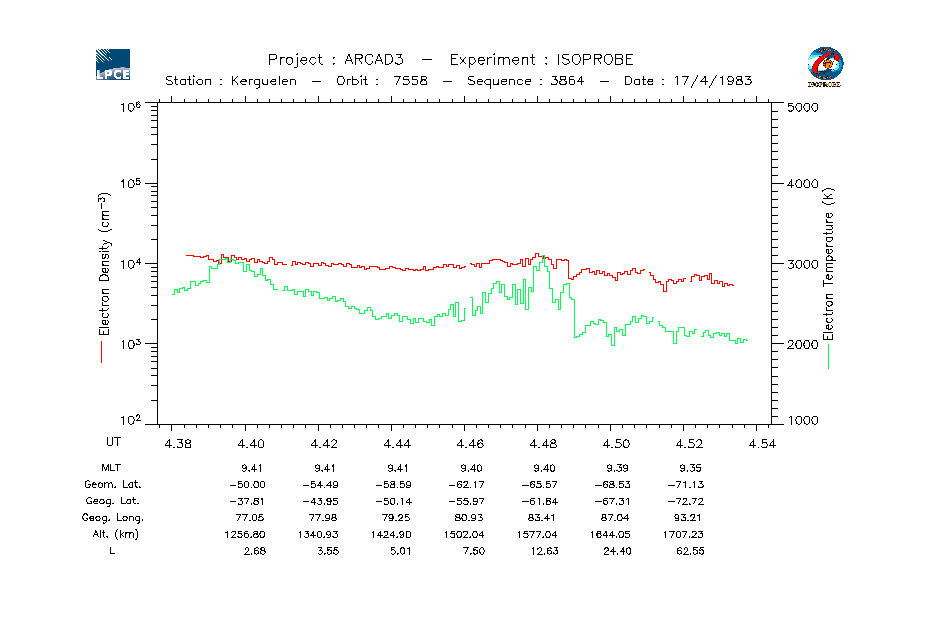 LPCE
Project : ARCAD3 – Experiment : ISOPROBE
Station : Kerguelen – Orbit : 7558 – Sequence : 3864 – Date : 17/4/1983
ISOPROBE
10⁶
10⁵
10⁴
10³
10²
Electron Density (cm⁻³)
5000
4000
3000
2000
1000
Electron Temperature (K)
UT 4.38 4.40 4.42 4.44 4.46 4.48 4.50 4.52 4.54
MLT 9.41 9.41 9.41 9.40 9.40 9.39 9.35
Geom. Lat. −50.00 −54.49 −58.59 −62.17 −65.57 −68.53 −71.13
Geog. Lat. −37.81 −43.95 −50.14 −55.97 −61.84 −67.31 −72.72
Geog. Long. 77.05 77.98 79.25 80.93 83.41 87.04 93.21
Alt. (km) 1256.80 1340.93 1424.90 1502.04 1577.04 1644.05 1707.23
L 2.68 3.55 5.01 7.50 12.63 24.40 62.55